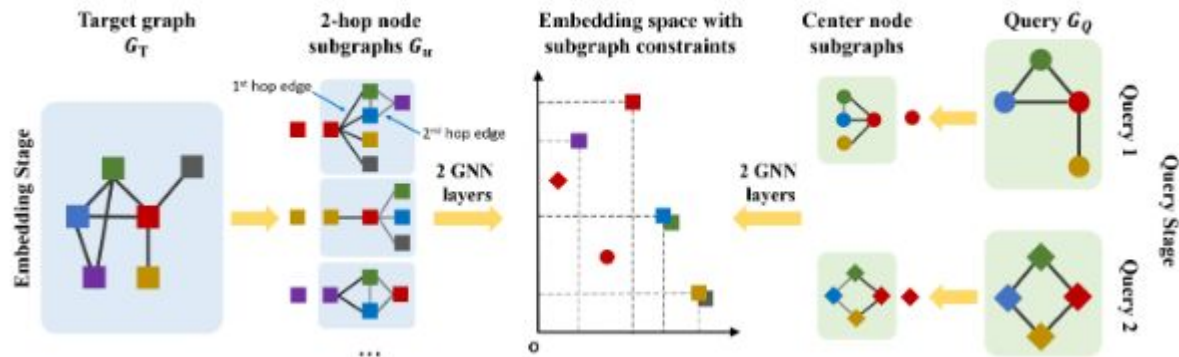 Target graph
G_T
2-hop node
subgraphs G_u
Embedding space with
subgraph constraints
Center node
subgraphs
Query G_Q
Embedding Stage
1st hop edge
2nd hop edge
2 GNN
layers
2 GNN
layers
Query 1
Query 2
Query Stage
...
O